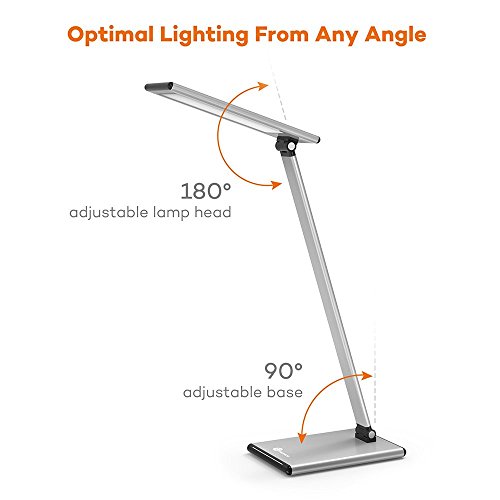 Optimal Lighting From Any Angle
180°
adjustable lamp head
90°
adjustable base